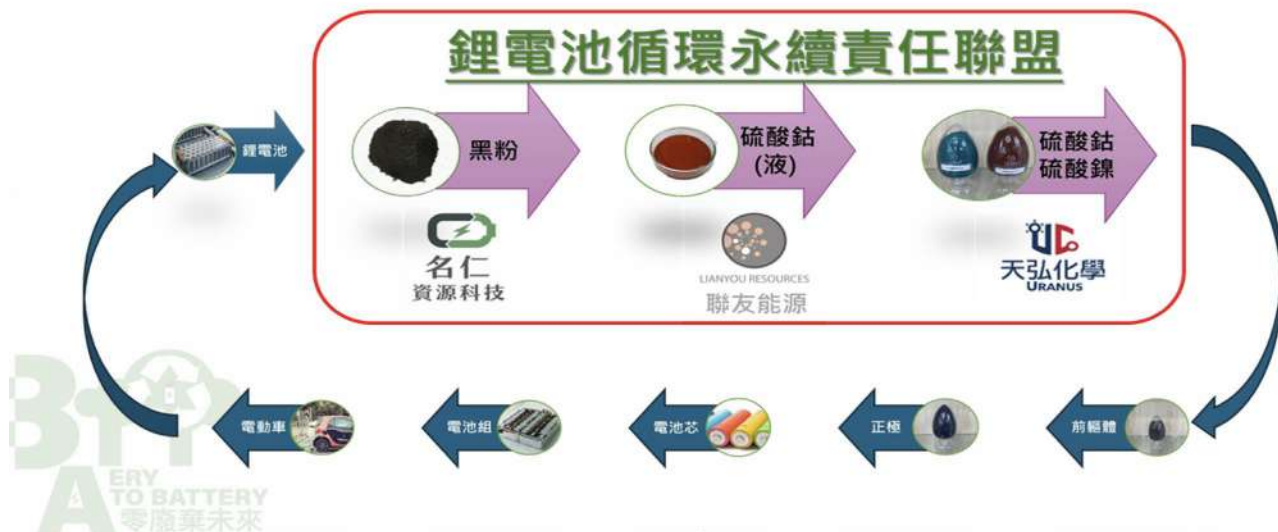 鋰電池循環永續責任聯盟
鋰電池
黑粉
硫酸鈷
(液)
硫酸鈷
硫酸鎳
名仁
資源科技
LIANYOU RESOURCES
聯友能源
UC
天弘化學
URANUS
電動車
電池組
電池芯
正極
前軀體
BTTB
A
ERY
TO BATTERY
零廢棄未來